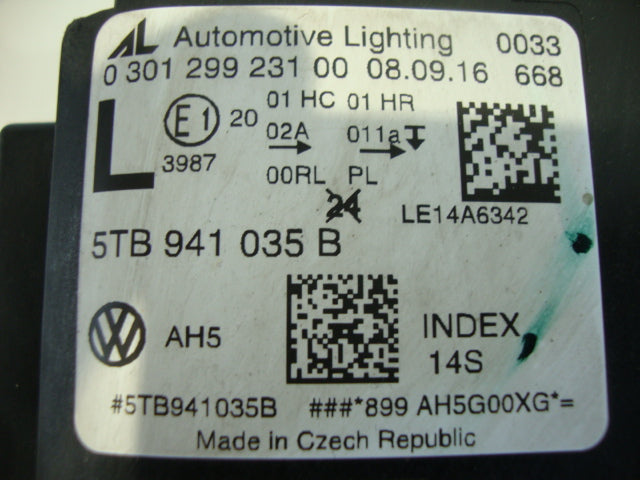 AL Automotive Lighting 0033
0 301 299 231 00 08.09.16 668
L E1 20 01 HC 01 HR
02A 011a
3987 00RL PL
24
LE14A6342
5TB 941 035 B
VW AH5 INDEX
14S
#5TB941035B ###*899 AH5G00XG*=
Made in Czech Republic